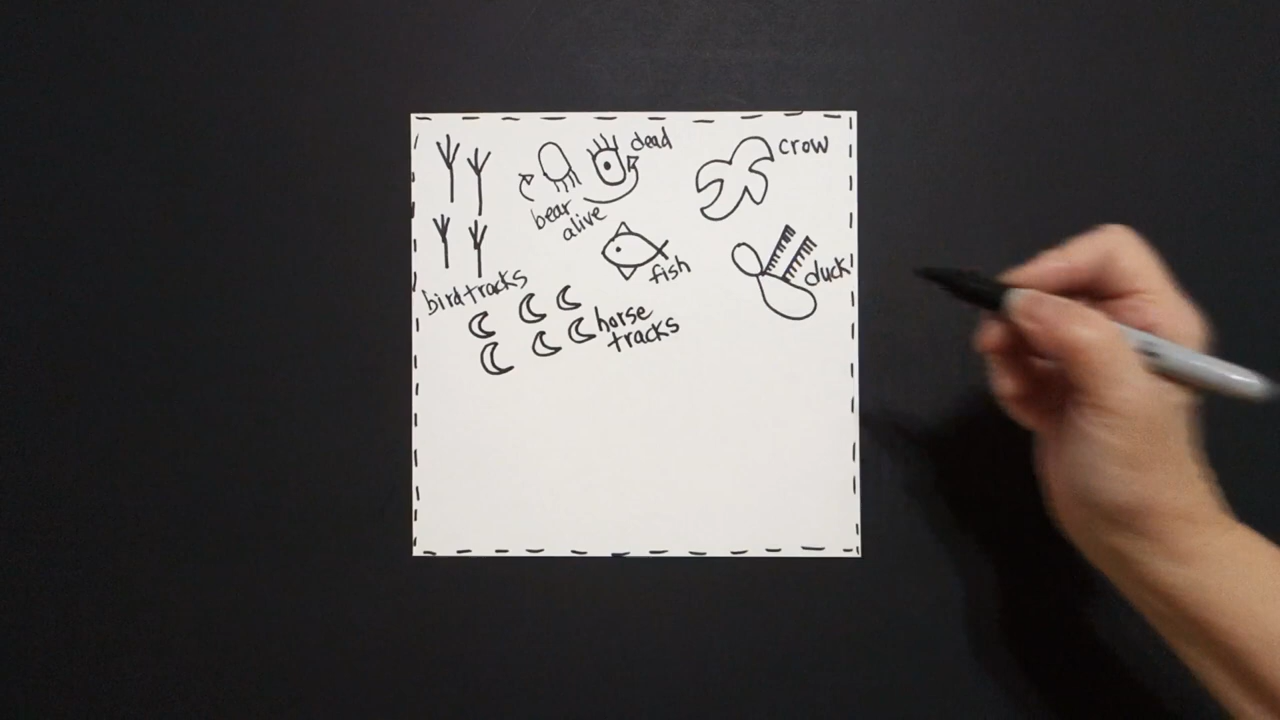 dead
crow
bear
alive
fish
duck
bird tracks
horse
tracks